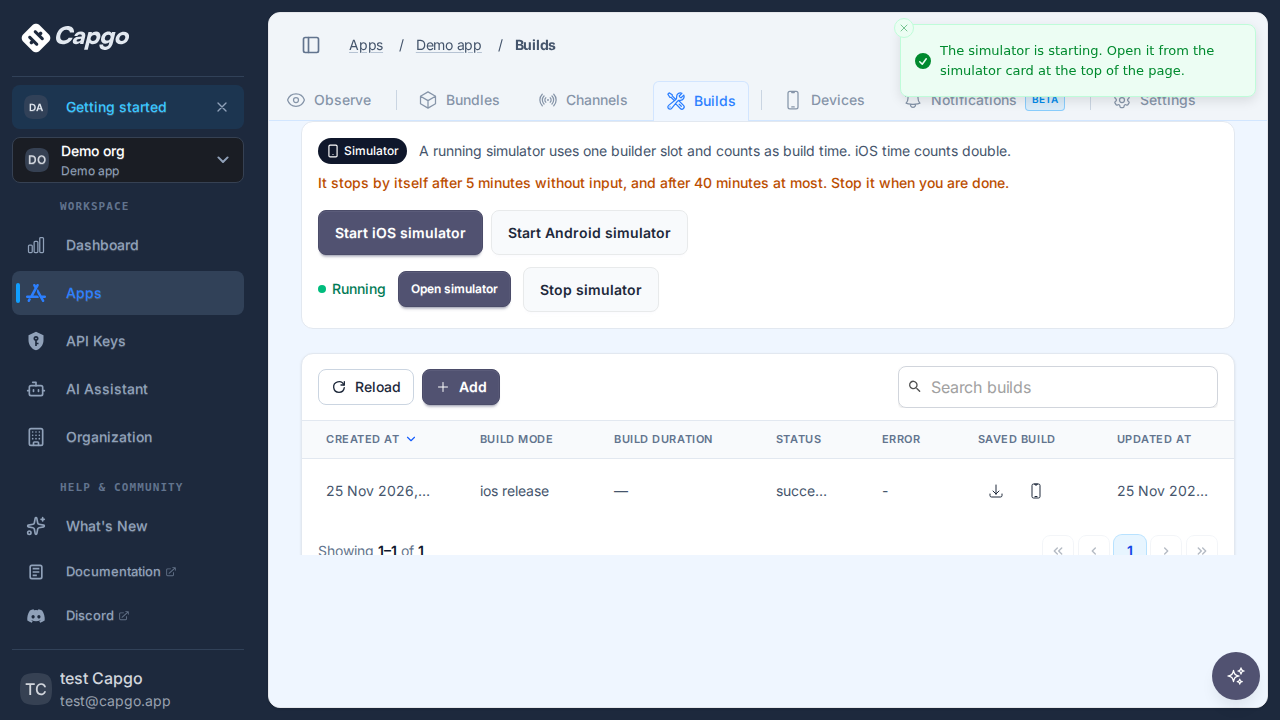 Capgo
DA Getting started
DO Demo org
Demo app
WORKSPACE
Dashboard
Apps
API Keys
AI Assistant
Organization
HELP & COMMUNITY
What's New
Documentation
Discord
TC test Capgo
test@capgo.app
Apps / Demo app / Builds
The simulator is starting. Open it from the
simulator card at the top of the page.
Observe Bundles Channels Builds Devices Notifications BETA Settings
Simulator A running simulator uses one builder slot and counts as build time. iOS time counts double.
It stops by itself after 5 minutes without input, and after 40 minutes at most. Stop it when you are done.
Start iOS simulator Start Android simulator
Running Open simulator Stop simulator
Reload + Add Search builds
CREATED AT BUILD MODE BUILD DURATION STATUS ERROR SAVED BUILD UPDATED AT
25 Nov 2026,... ios release — succe... - 25 Nov 202...
Showing 1–1 of 1 « ‹ 1 › »